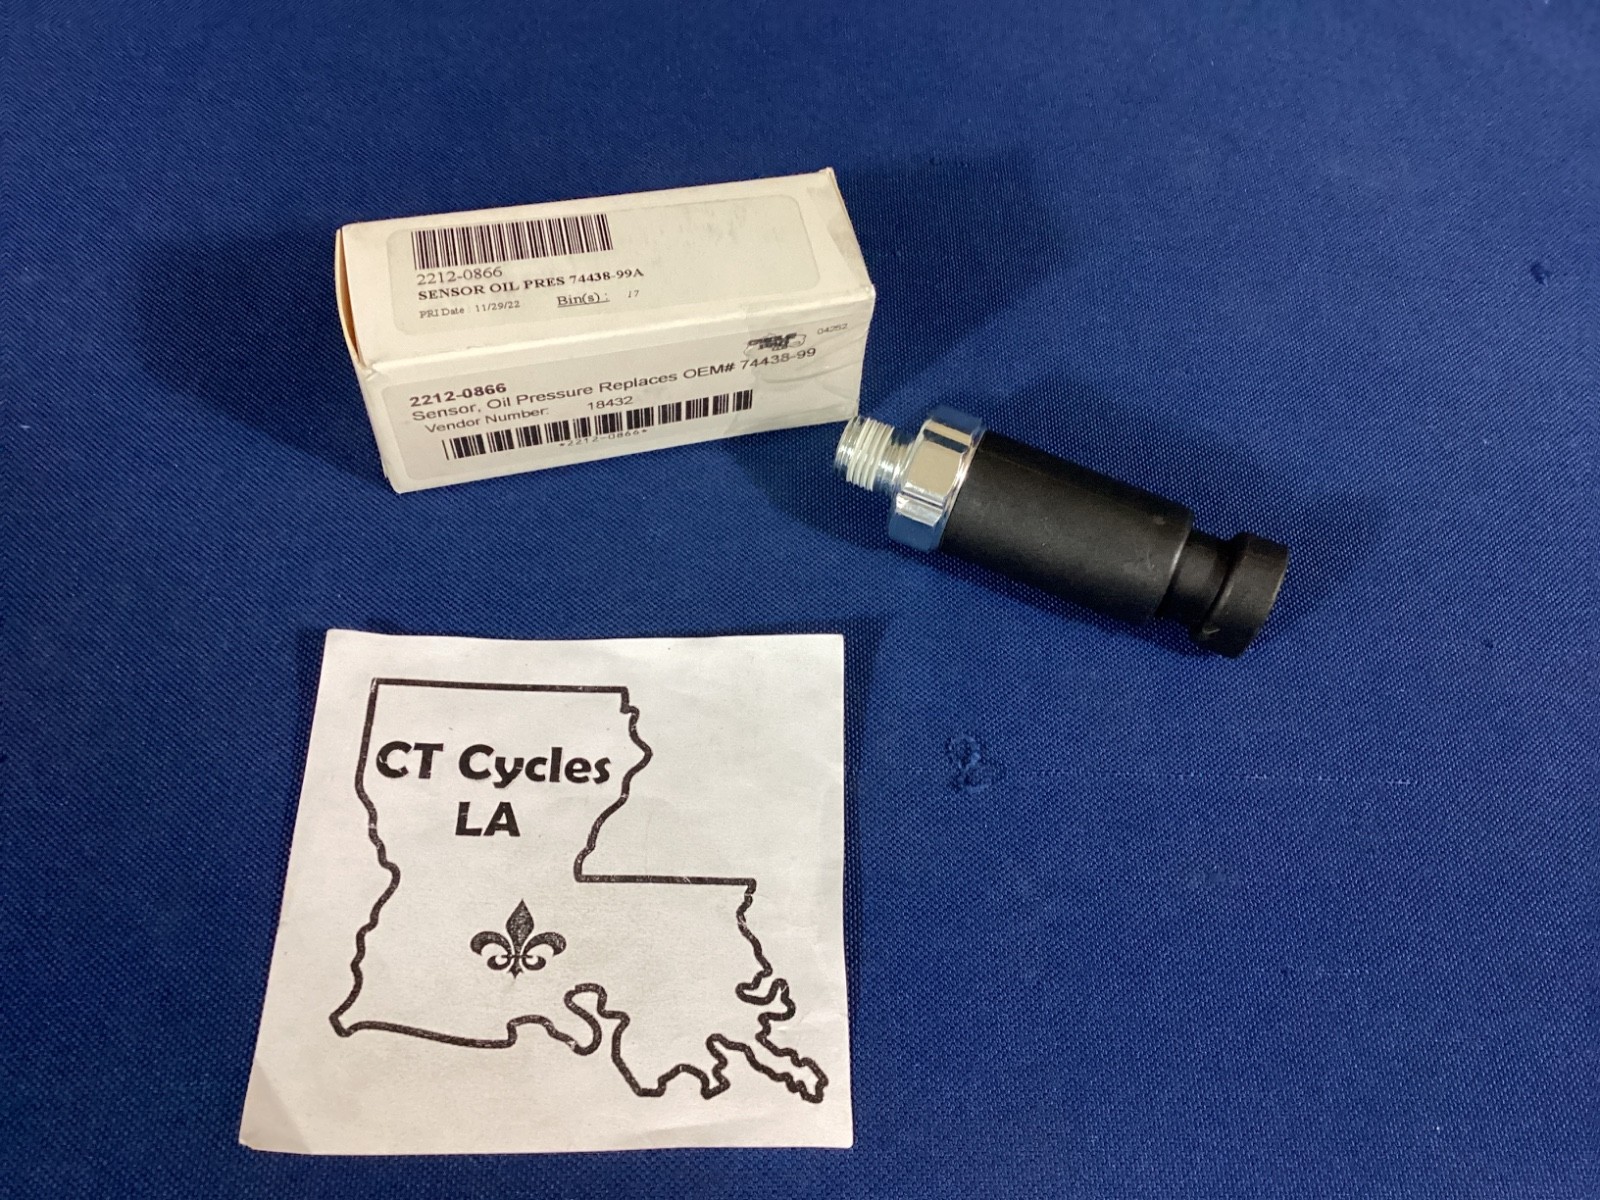 2212-0866
SENSOR OIL PRES 74438-99A
PRI Date : 11/29/22 Bin(s) : 17
04252
2212-0866
Sensor, Oil Pressure Replaces OEM# 74438-99
Vendor Number: 18432
*2212-0866*
CT Cycles
LA